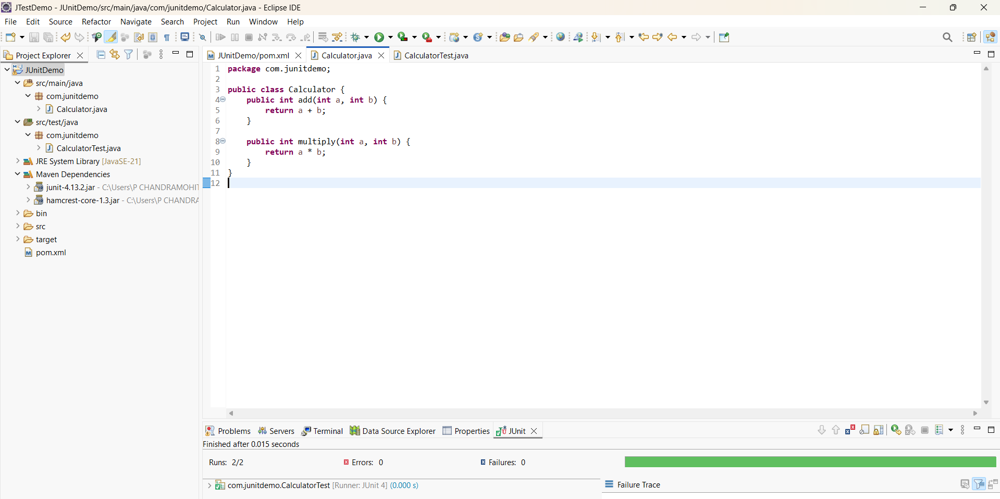 JTestDemo - JUnitDemo/src/main/java/com/junitdemo/Calculator.java - Eclipse IDE
File Edit Source Refactor Navigate Search Project Run Window Help
Project Explorer
JUnitDemo
src/main/java
com.junitdemo
Calculator.java
src/test/java
com.junitdemo
CalculatorTest.java
JRE System Library [JavaSE-21]
Maven Dependencies
junit-4.13.2.jar - C:\Users\P CHANDRAMOHIT
hamcrest-core-1.3.jar - C:\Users\P CHANDRA
bin
src
target
pom.xml
JUnitDemo/pom.xml Calculator.java CalculatorTest.java
1 package com.junitdemo;
2
3 public class Calculator {
4 public int add(int a, int b) {
5 return a + b;
6 }
7
8 public int multiply(int a, int b) {
9 return a * b;
10 }
11 }
12
Problems Servers Terminal Data Source Explorer Properties JUnit
Finished after 0.015 seconds
Runs: 2/2 Errors: 0 Failures: 0
com.junitdemo.CalculatorTest [Runner: JUnit 4] (0.000 s)
Failure Trace